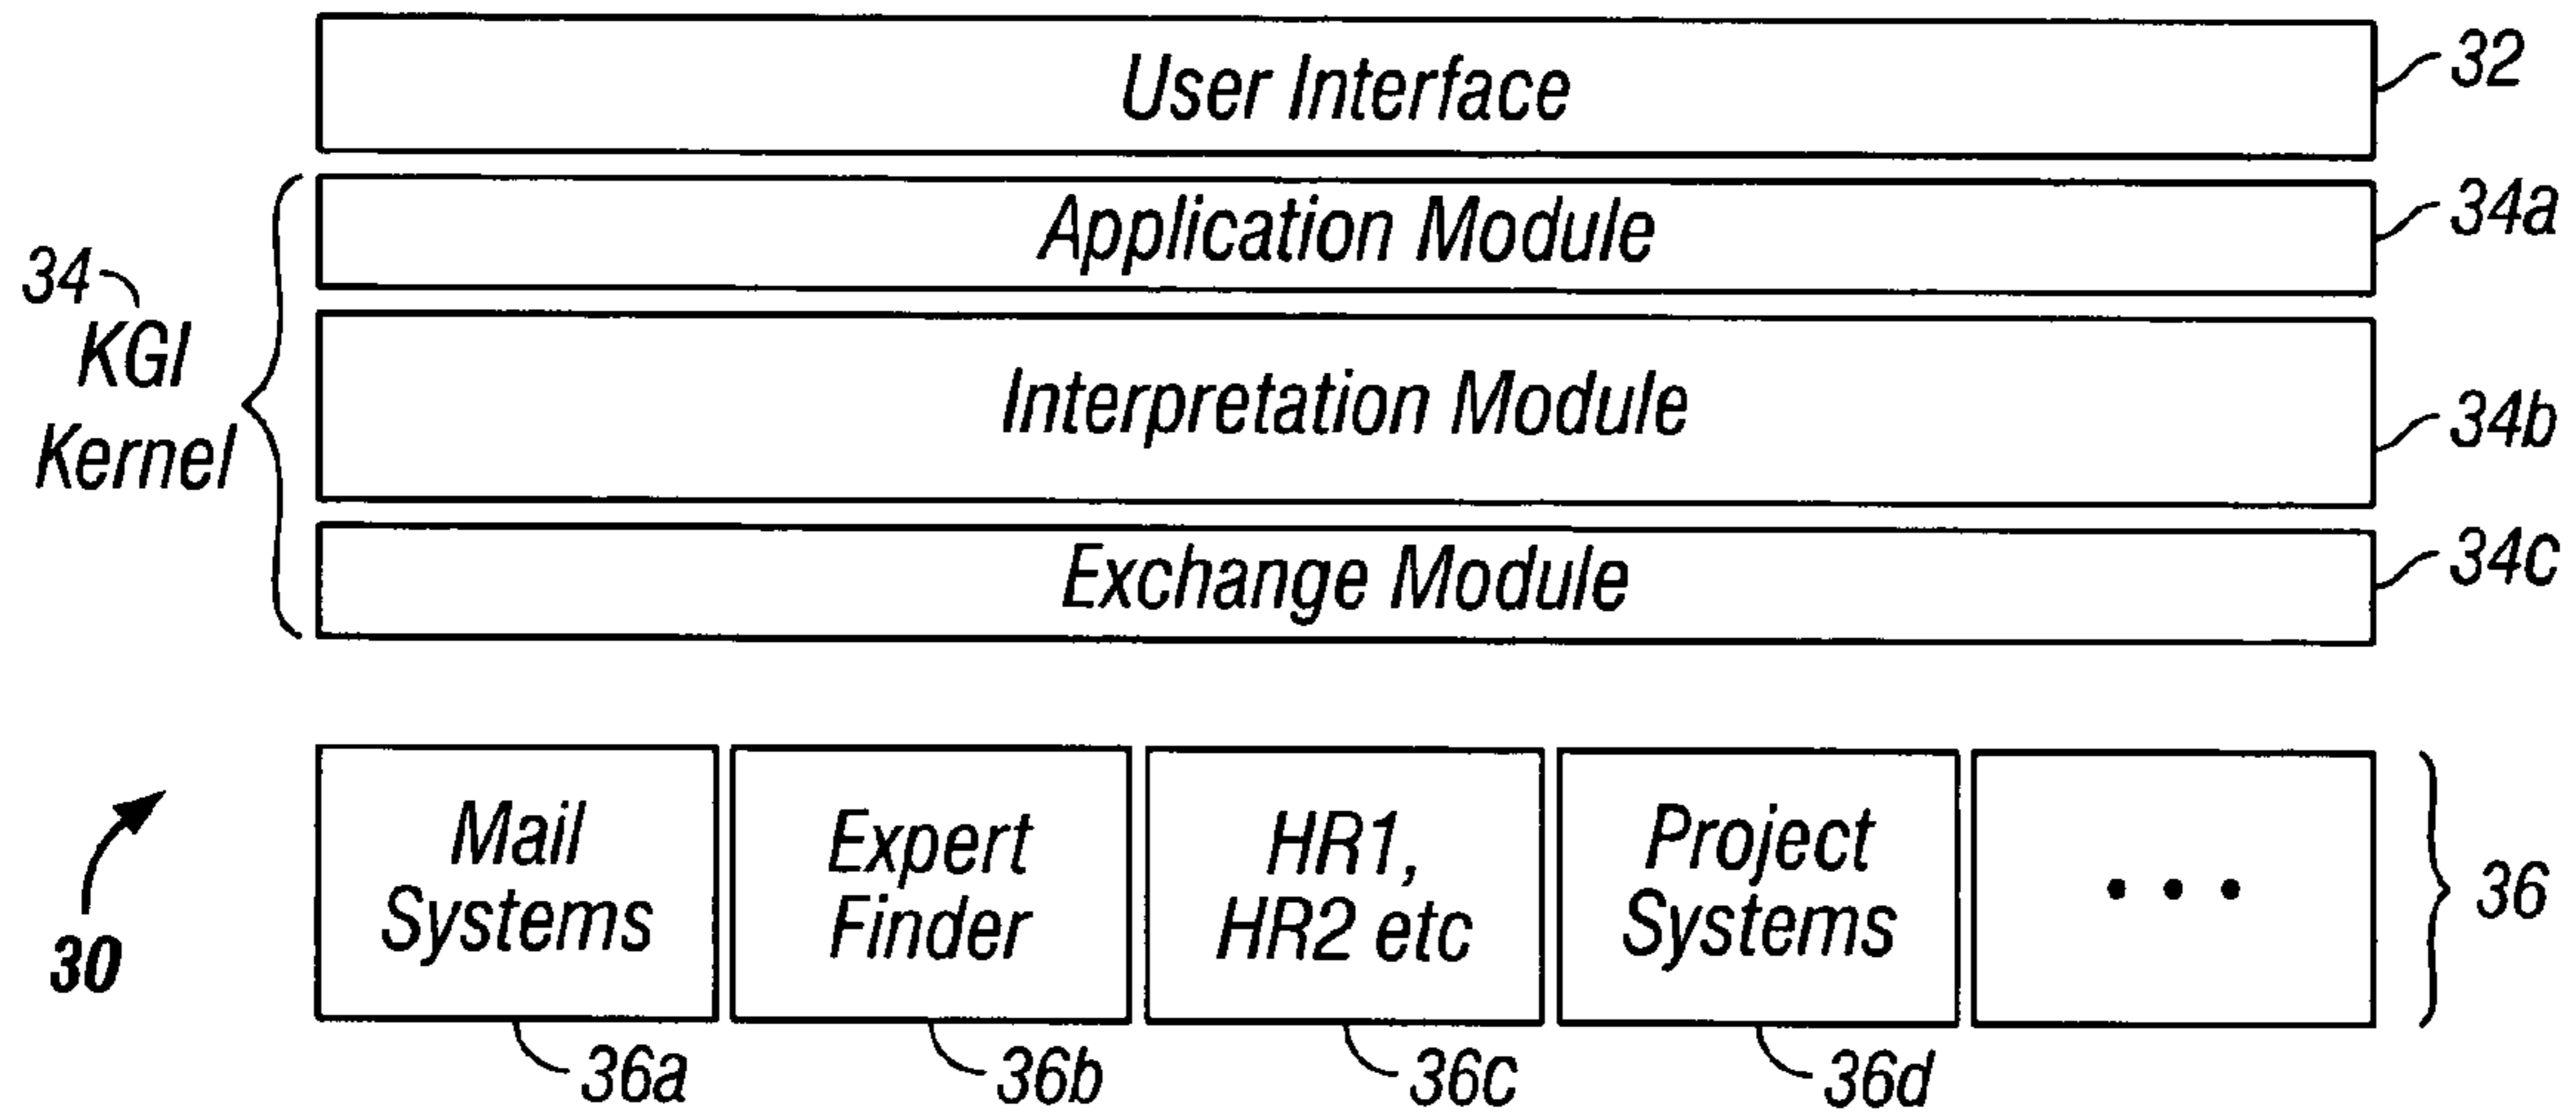 User Interface
32
Application Module
34a
34
KGI
Kernel
Interpretation Module
34b
Exchange Module
34c
30
Mail
Systems
36a
Expert
Finder
36b
HR1,
HR2 etc
36c
Project
Systems
36d
• • •
36